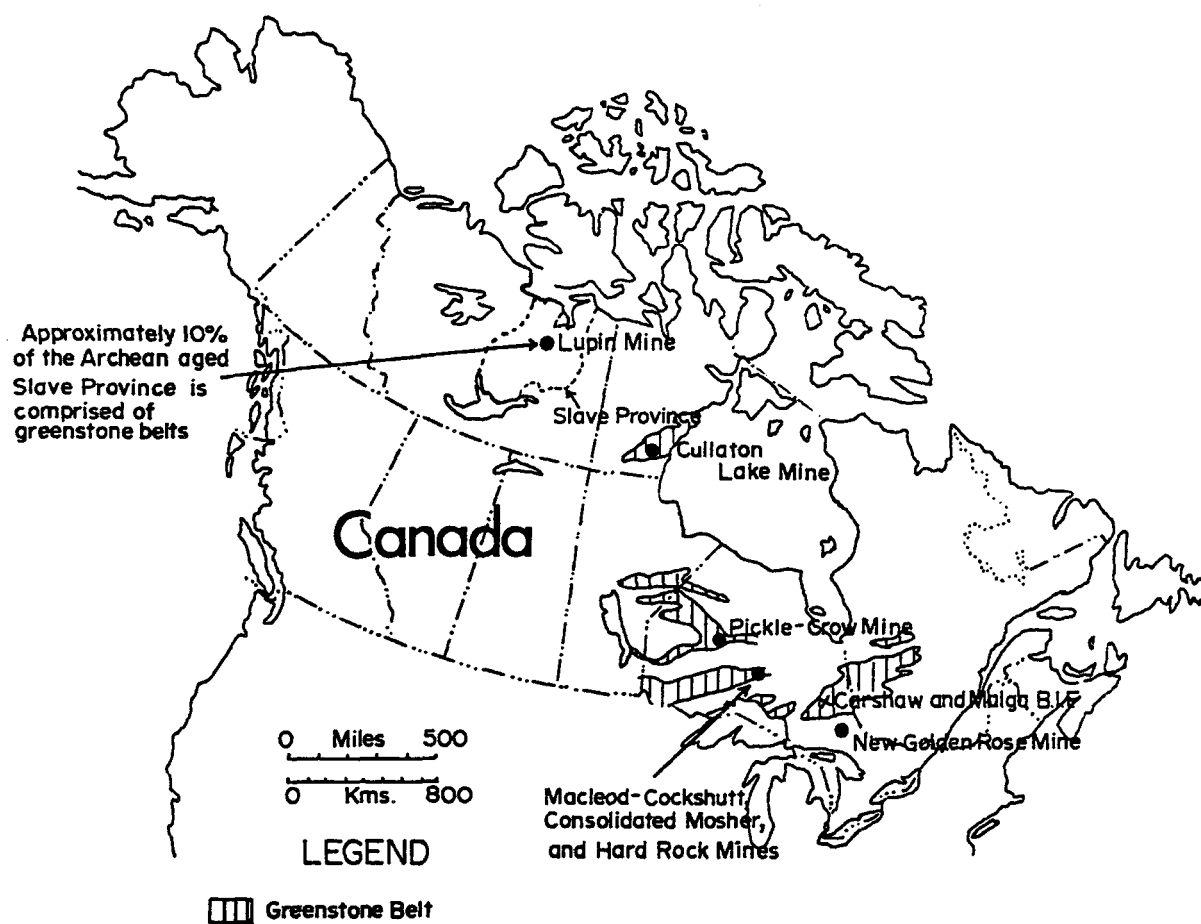 Approximately 10%
of the Archean aged
Slave Province is
comprised of
greenstone belts
Lupin Mine
Slave Province
Cullaton
Lake Mine
Canada
Pickle-Crow Mine
Carshaw and Malga B.I.F
New Golden Rose Mine
Macleod-Cockshutt,
Consolidated Mosher,
and Hard Rock Mines
0 Miles 500
0 Kms. 800
LEGEND
Greenstone Belt